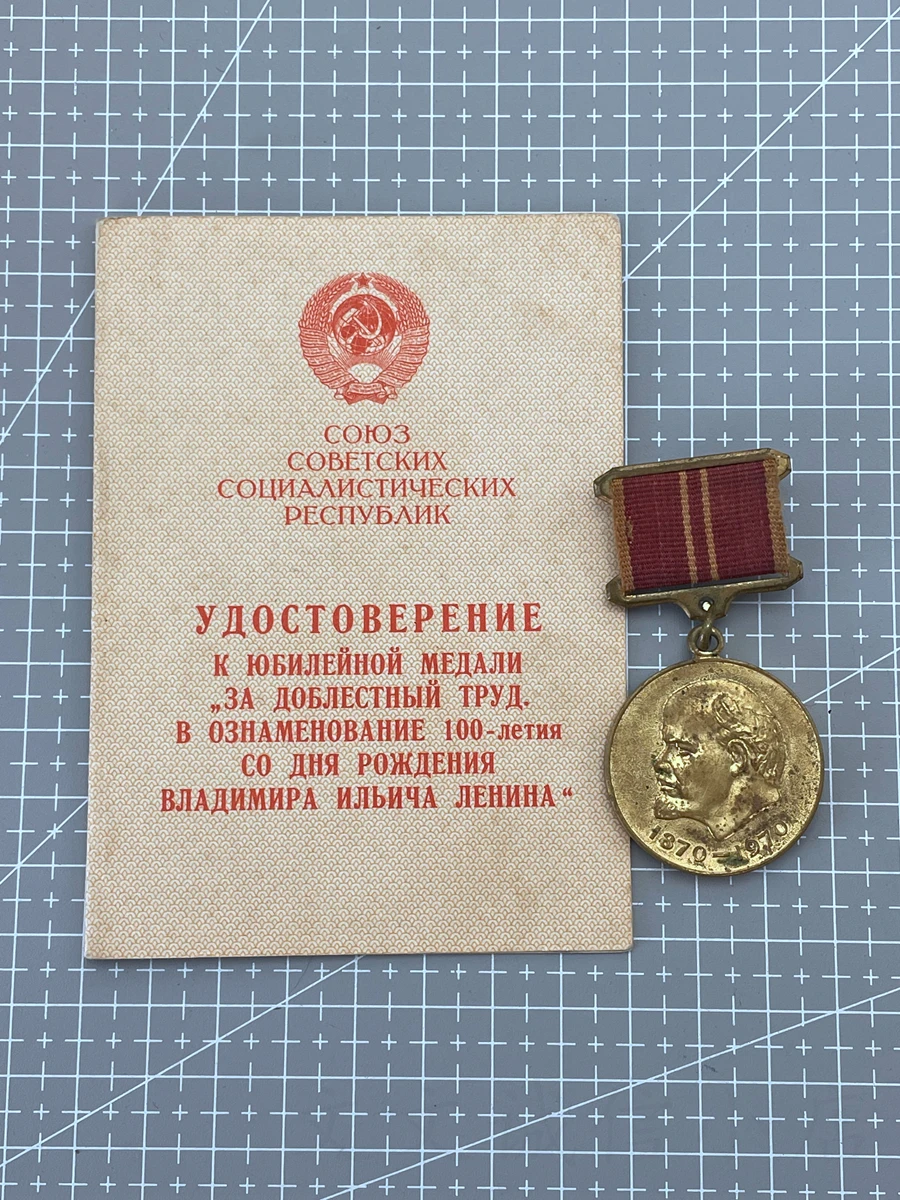 СОЮЗ
СОВЕТСКИХ
СОЦИАЛИСТИЧЕСКИХ
РЕСПУБЛИК
УДОСТОВЕРЕНИЕ
К ЮБИЛЕЙНОЙ МЕДАЛИ
„ЗА ДОБЛЕСТНЫЙ ТРУД.
В ОЗНАМЕНОВАНИЕ 100-летия
СО ДНЯ РОЖДЕНИЯ
ВЛАДИМИРА ИЛЬИЧА ЛЕНИНА“
1870–1970